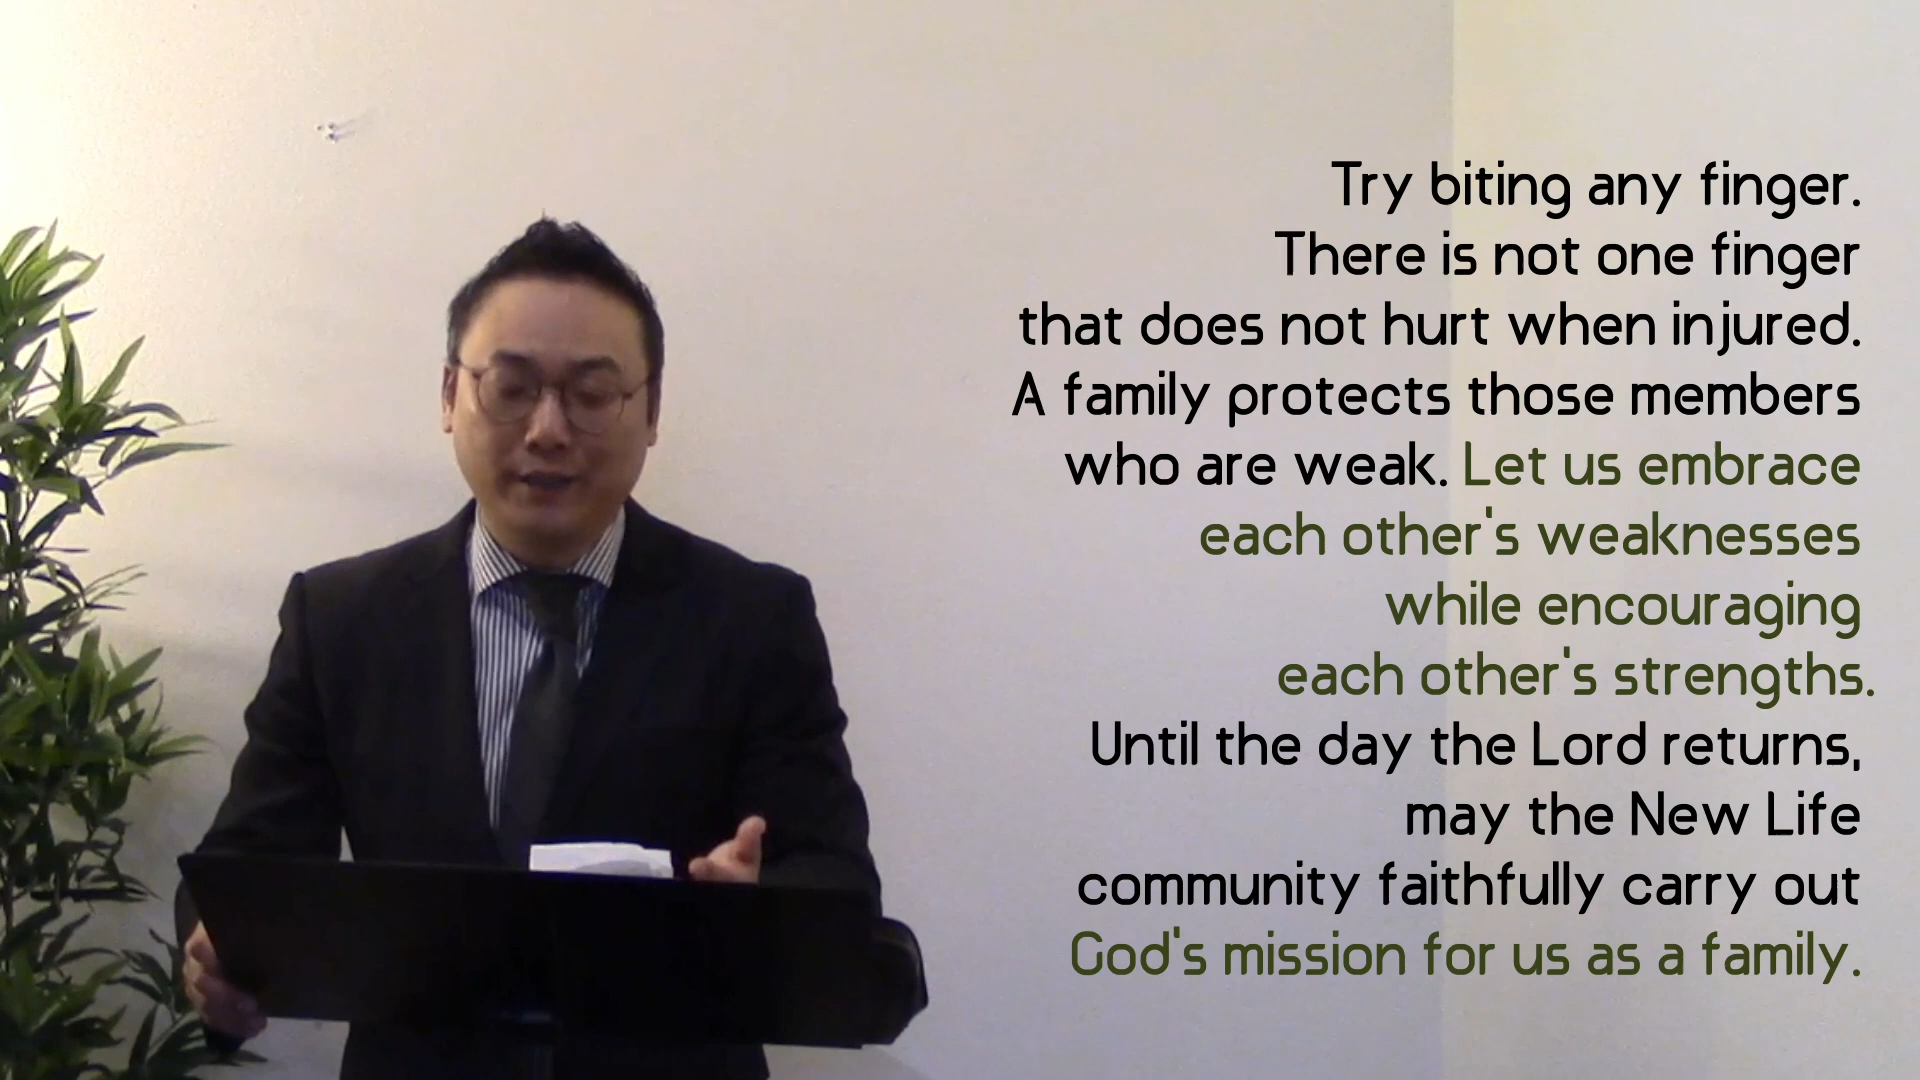 Try biting any finger.
There is not one finger
that does not hurt when injured.
A family protects those members
who are weak. Let us embrace
each other's weaknesses
while encouraging
each other's strengths.
Until the day the Lord returns,
may the New Life
community faithfully carry out
God's mission for us as a family.